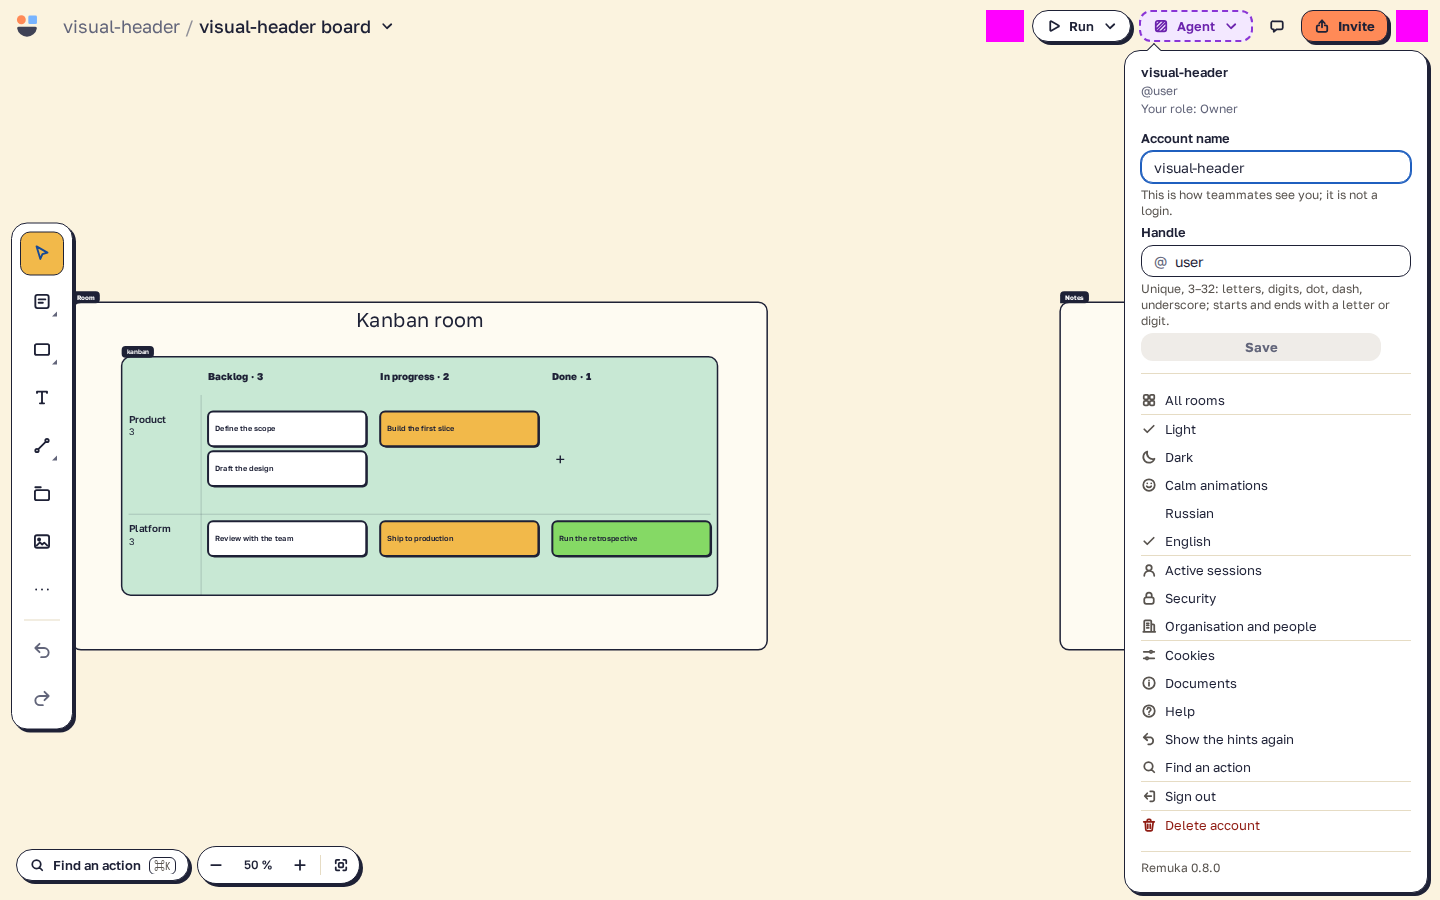 visual-header / visual-header board
Run
Agent
Invite
visual-header
@user
Your role: Owner
Account name
visual-header
This is how teammates see you; it is not a
login.
Handle
@ user
Unique, 3–32: letters, digits, dot, dash,
underscore; starts and ends with a letter or
digit.
Save
All rooms
Light
Dark
Calm animations
Russian
English
Active sessions
Security
Organisation and people
Cookies
Documents
Help
Show the hints again
Find an action
Sign out
Delete account
Remuka 0.8.0
Room
Kanban room
kanban
Backlog · 3
In progress · 2
Done · 1
Product
3
Define the scope
Build the first slice
Draft the design
+
Platform
3
Review with the team
Ship to production
Run the retrospective
Notes
Find an action ⌘K
50 %